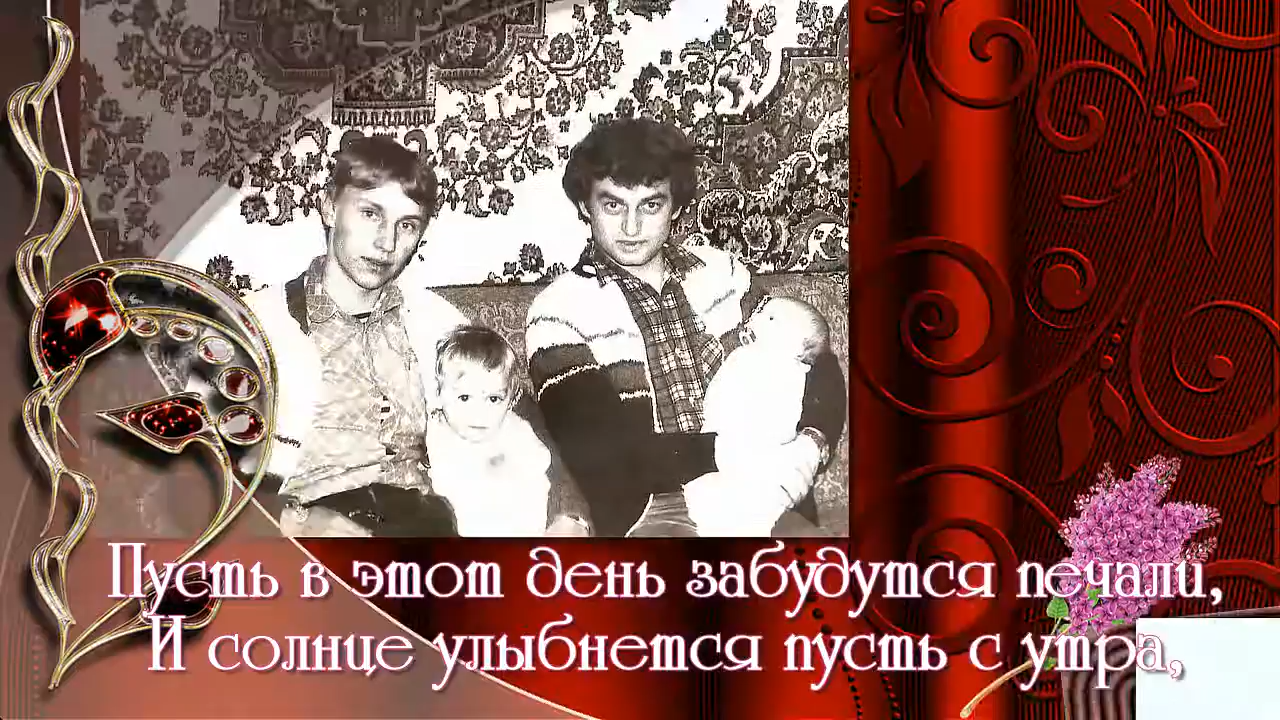 Пусть в этот день забудутся печали,
И солнце улыбнется пусть с утра,